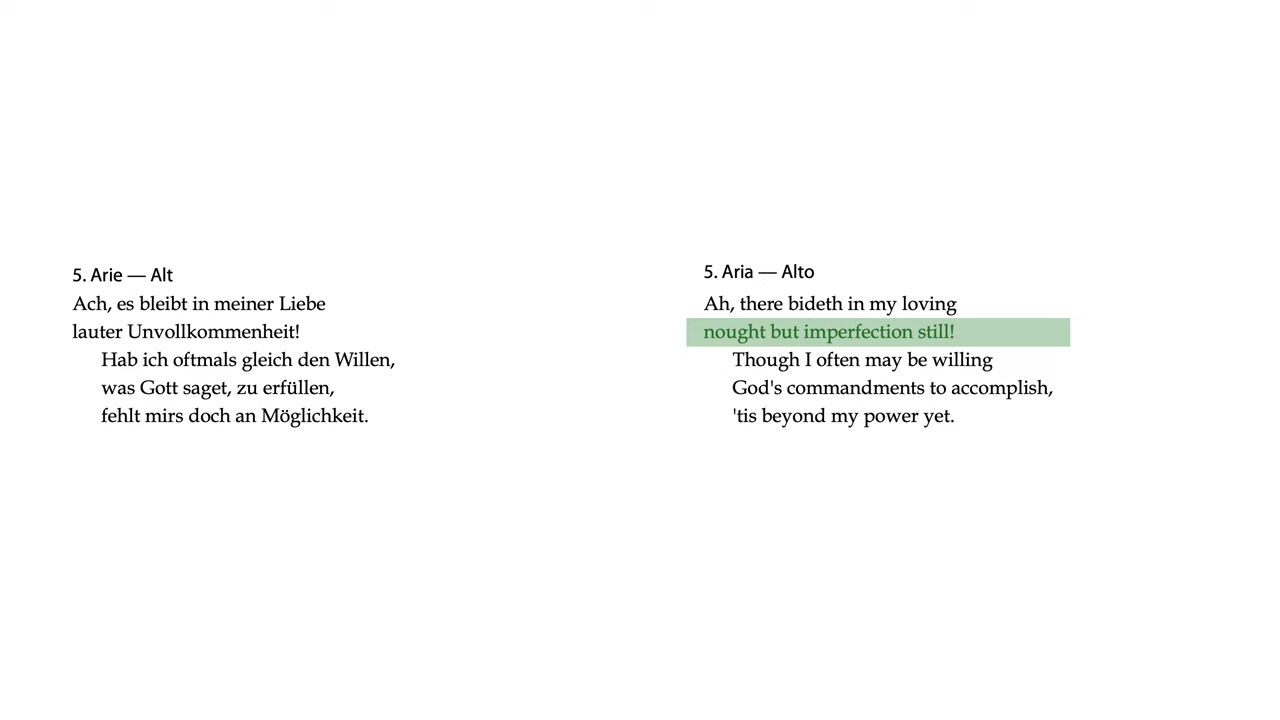 5. Arie — Alt
Ach, es bleibt in meiner Liebe
lauter Unvollkommenheit!
Hab ich oftmals gleich den Willen,
was Gott saget, zu erfüllen,
fehlt mirs doch an Möglichkeit.
5. Aria — Alto
Ah, there bideth in my loving
nought but imperfection still!
Though I often may be willing
God's commandments to accomplish,
'tis beyond my power yet.